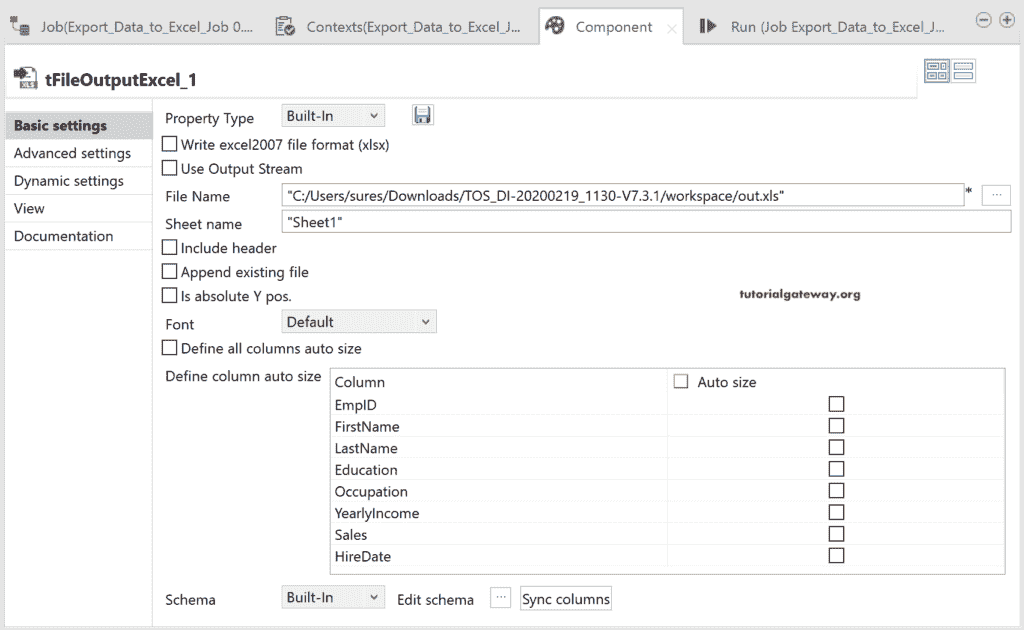 Job(Export_Data_to_Excel_Job 0.... Contexts(Export_Data_to_Excel_J... Component Run (Job Export_Data_to_Excel_J...
tFileOutputExcel_1
Basic settings
Advanced settings
Dynamic settings
View
Documentation
Property Type Built-In
Write excel2007 file format (xlsx)
Use Output Stream
File Name "C:/Users/sures/Downloads/TOS_DI-20200219_1130-V7.3.1/workspace/out.xls" * ...
Sheet name "Sheet1"
Include header
Append existing file
Is absolute Y pos.
tutorialgateway.org
Font Default
Define all columns auto size
Define column auto size
Column Auto size
EmpID
FirstName
LastName
Education
Occupation
YearlyIncome
Sales
HireDate
Schema Built-In Edit schema ... Sync columns